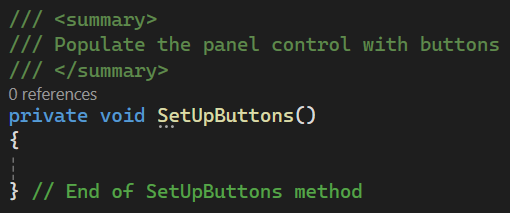 /// <summary>
/// Populate the panel control with buttons
/// </summary>
0 references
private void SetUpButtons()
{
} // End of SetUpButtons method